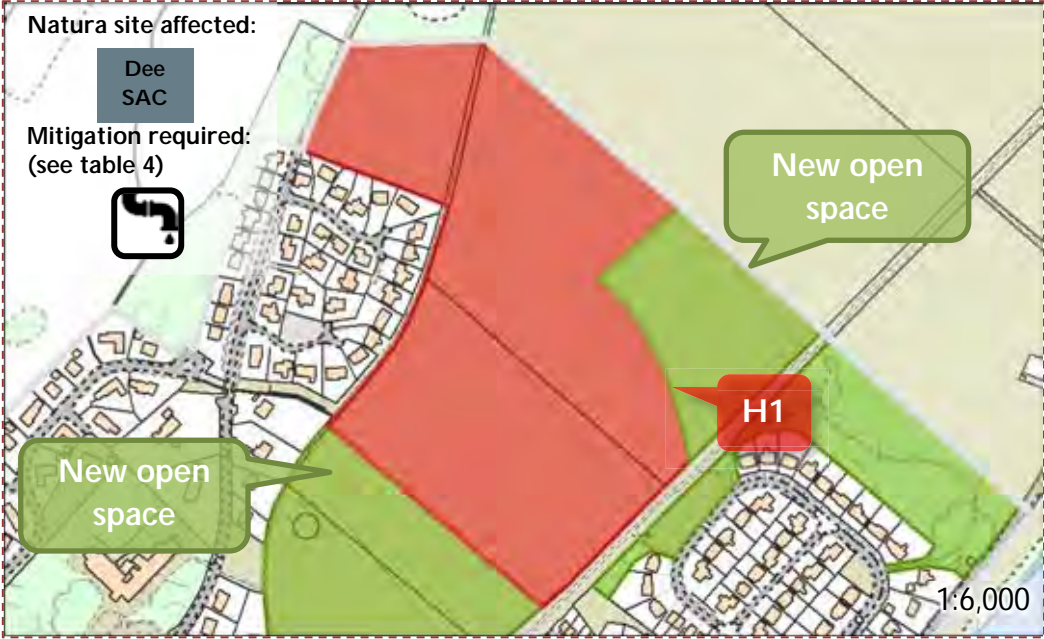 Natura site affected:
Dee
SAC
Mitigation required:
(see table 4)
New open
space
H1
New open
space
1:6,000